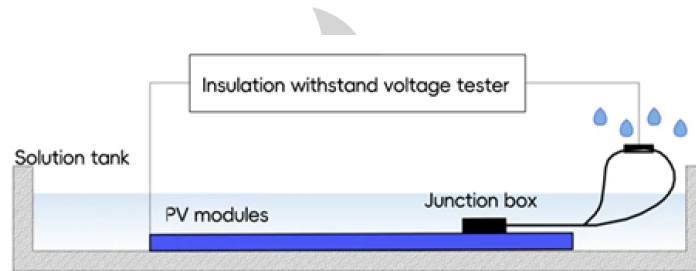 Insulation withstand voltage tester
Solution tank
Junction box
PV modules